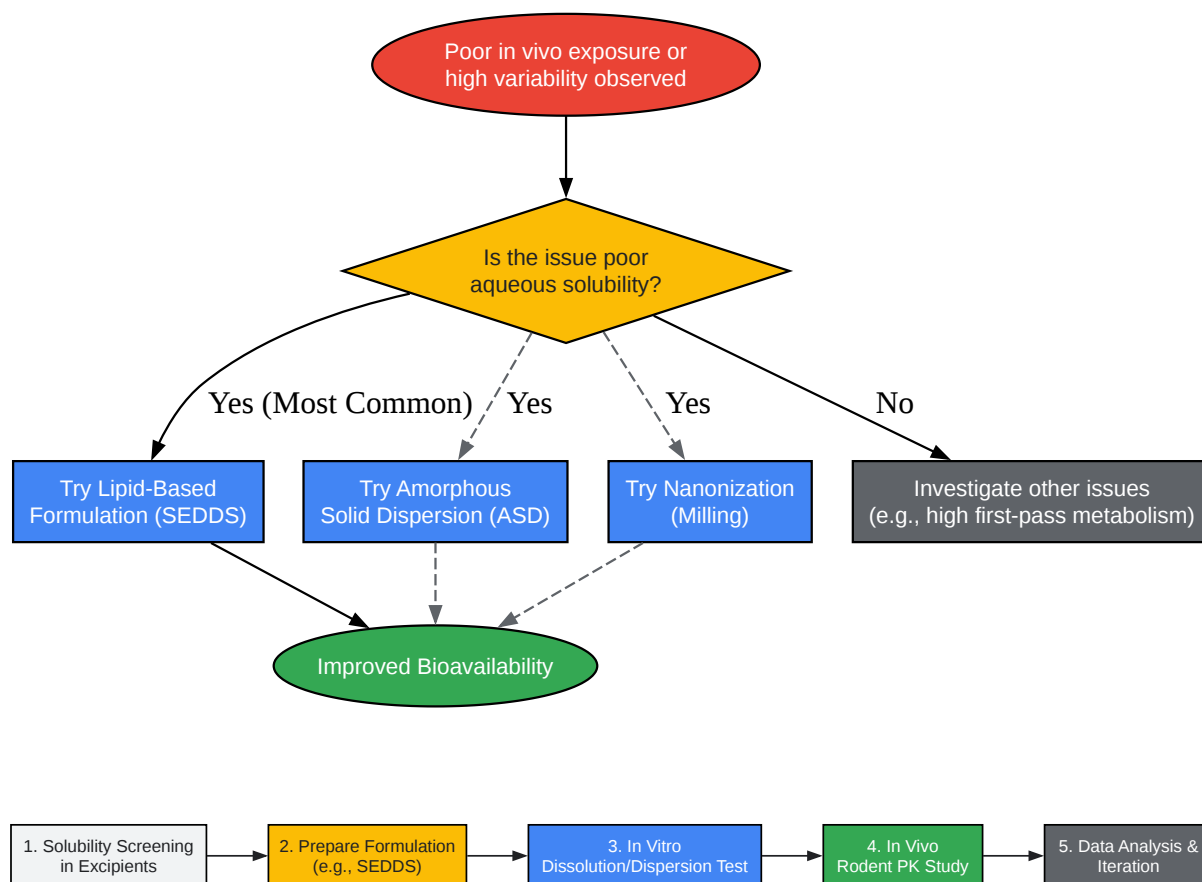 Poor in vivo exposure or
high variability observed
Is the issue poor
aqueous solubility?
Yes (Most Common)
Yes
Yes
No
Try Lipid-Based
Formulation (SEDDS)
Try Amorphous
Solid Dispersion (ASD)
Try Nanonization
(Milling)
Investigate other issues
(e.g., high first-pass metabolism)
Improved Bioavailability
1. Solubility Screening
in Excipients
2. Prepare Formulation
(e.g., SEDDS)
3. In Vitro
Dissolution/Dispersion Test
4. In Vivo
Rodent PK Study
5. Data Analysis &
Iteration